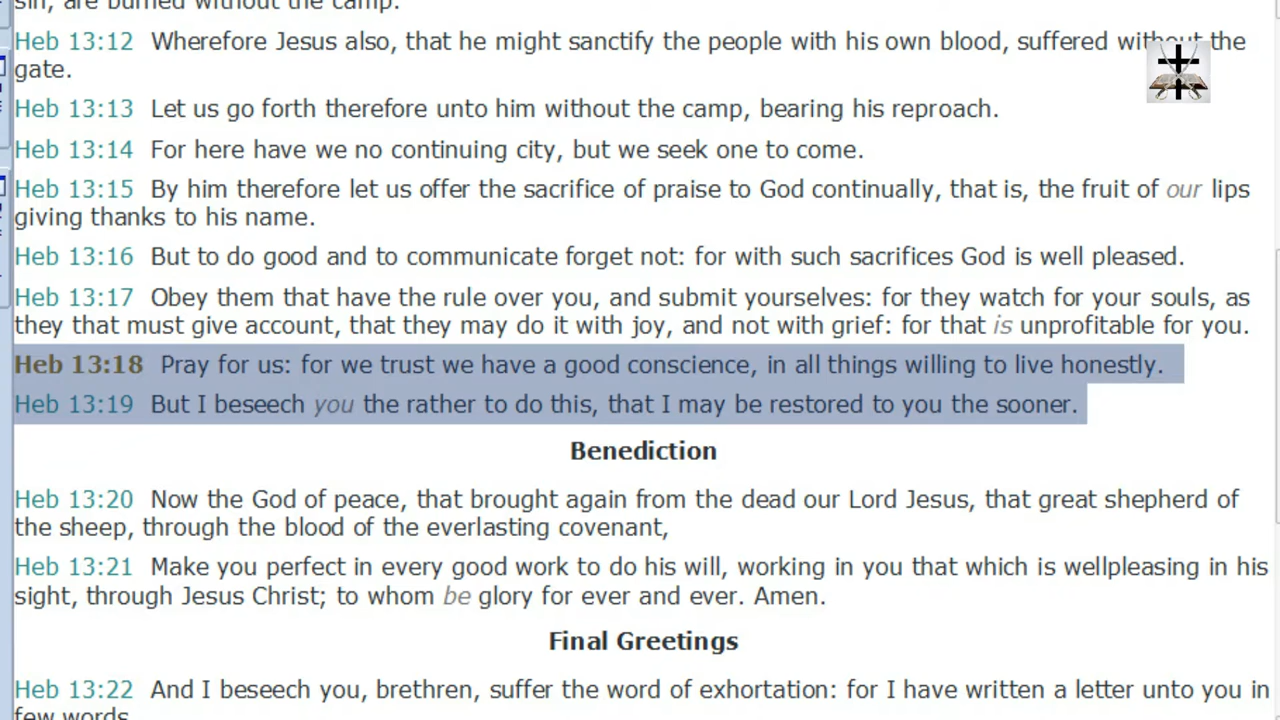 sin, are burned without the camp.
Heb 13:12 Wherefore Jesus also, that he might sanctify the people with his own blood, suffered without the
gate.
Heb 13:13 Let us go forth therefore unto him without the camp, bearing his reproach.
Heb 13:14 For here have we no continuing city, but we seek one to come.
Heb 13:15 By him therefore let us offer the sacrifice of praise to God continually, that is, the fruit of our lips
giving thanks to his name.
Heb 13:16 But to do good and to communicate forget not: for with such sacrifices God is well pleased.
Heb 13:17 Obey them that have the rule over you, and submit yourselves: for they watch for your souls, as
they that must give account, that they may do it with joy, and not with grief: for that is unprofitable for you.
Heb 13:18 Pray for us: for we trust we have a good conscience, in all things willing to live honestly.
Heb 13:19 But I beseech you the rather to do this, that I may be restored to you the sooner.
Benediction
Heb 13:20 Now the God of peace, that brought again from the dead our Lord Jesus, that great shepherd of
the sheep, through the blood of the everlasting covenant,
Heb 13:21 Make you perfect in every good work to do his will, working in you that which is wellpleasing in his
sight, through Jesus Christ; to whom be glory for ever and ever. Amen.
Final Greetings
Heb 13:22 And I beseech you, brethren, suffer the word of exhortation: for I have written a letter unto you in
few words.